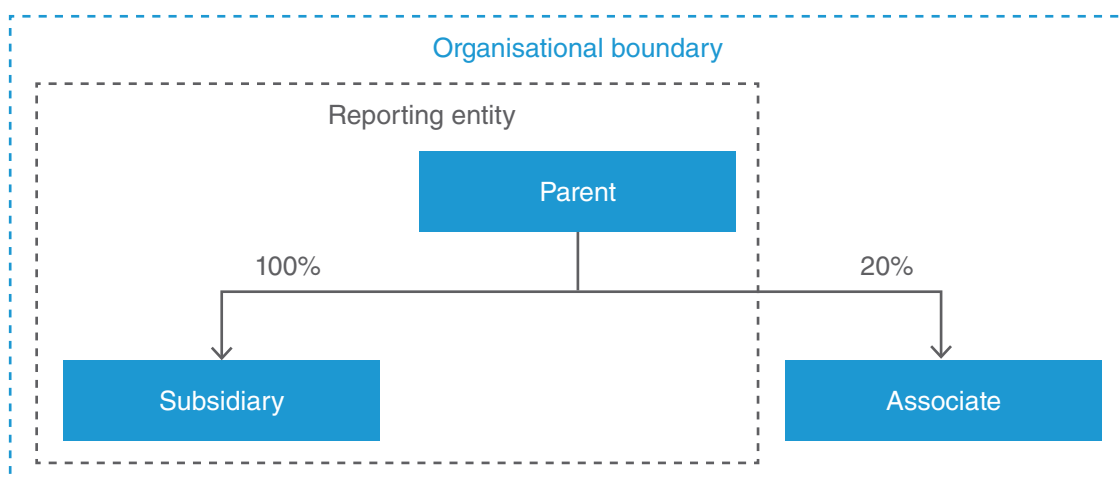 Organisational boundary
Reporting entity
Parent
100%
20%
Subsidiary
Associate